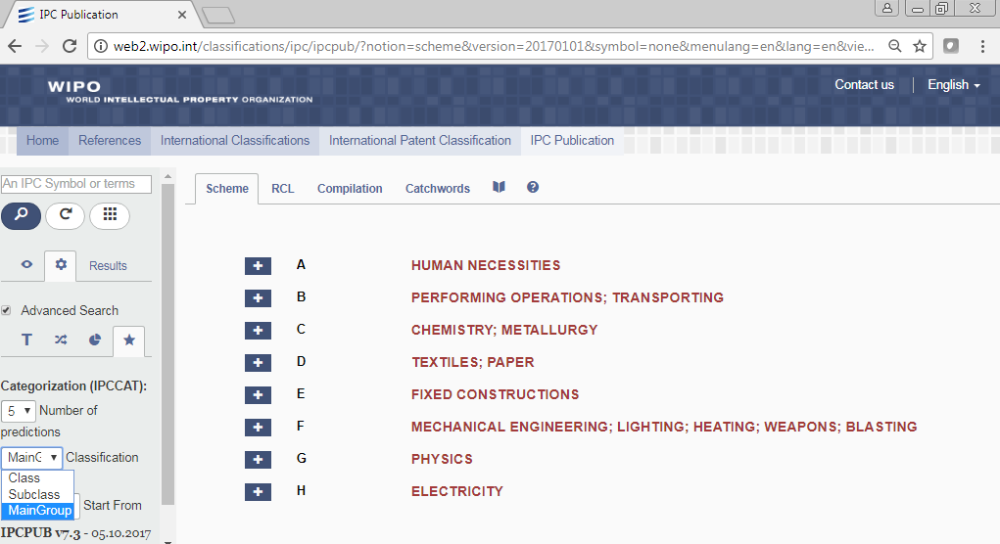 IPC Publication
web2.wipo.int/classifications/ipc/ipcpub/?notion=scheme&version=20170101&symbol=none&menulang=en&lang=en&vie...
WIPO
WORLD INTELLECTUAL PROPERTY ORGANIZATION
Contact us
English
Home References International Classifications International Patent Classification IPC Publication
An IPC Symbol or terms
Scheme RCL Compilation Catchwords
Results
Advanced Search
T
Categorization (IPCCAT):
5 Number of
predictions
MainG Classification
Class
Subclass
MainGroup
Start From
IPCPUB v7.3 - 05.10.2017
A HUMAN NECESSITIES
B PERFORMING OPERATIONS; TRANSPORTING
C CHEMISTRY; METALLURGY
D TEXTILES; PAPER
E FIXED CONSTRUCTIONS
F MECHANICAL ENGINEERING; LIGHTING; HEATING; WEAPONS; BLASTING
G PHYSICS
H ELECTRICITY